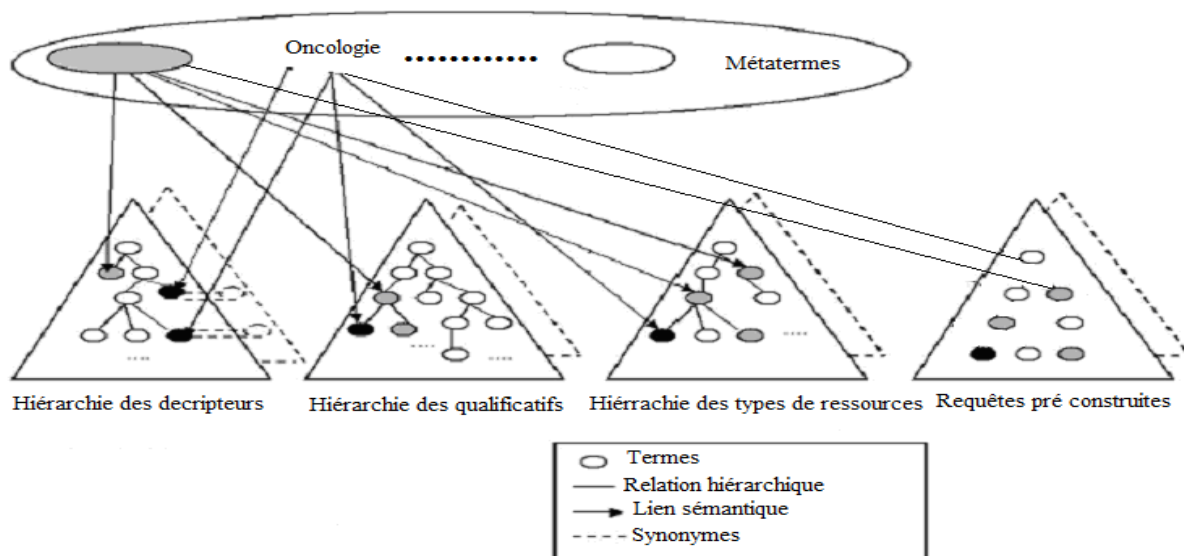 Oncologie
Métatermes
Hiérarchie des decripteurs
Hiérarchie des qualificatifs
Hiérrachie des types de ressources
Requêtes pré construites
Termes
Relation hiérarchique
Lien sémantique
Synonymes